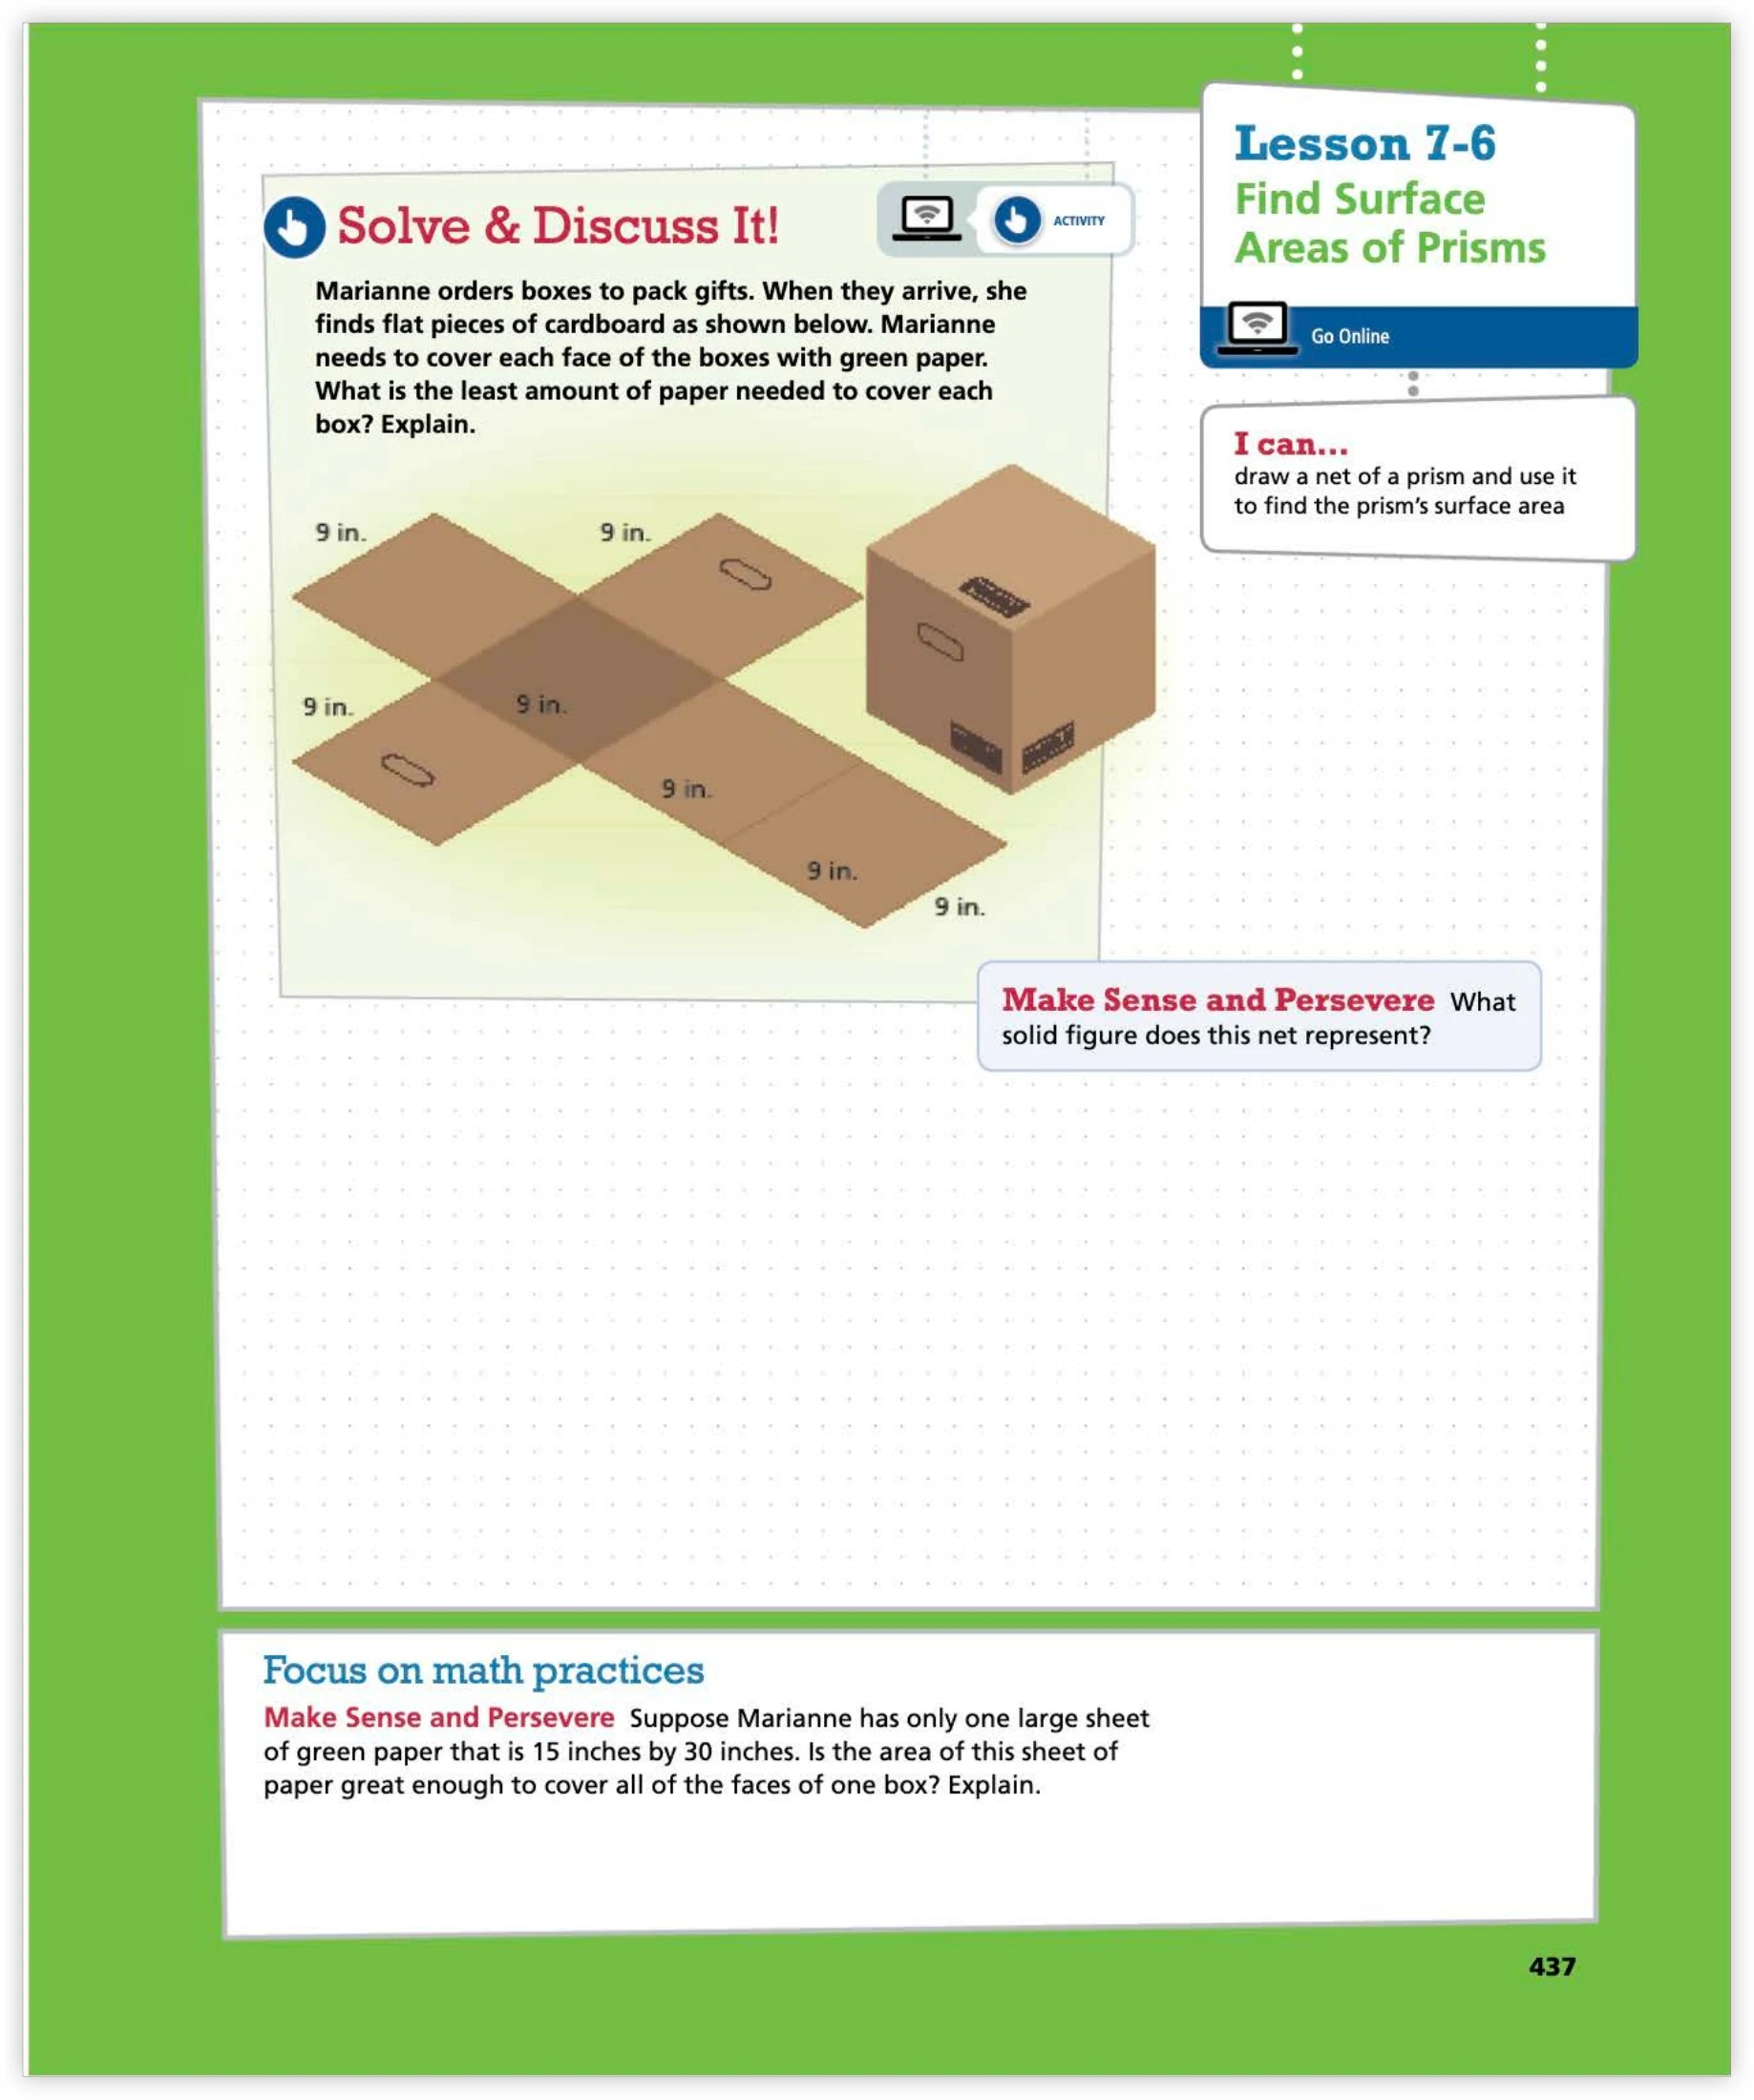 Lesson 7-6
Find Surface
Areas of Prisms
Go Online
I can...
draw a net of a prism and use it
to find the prism's surface area
Solve & Discuss It!
ACTIVITY
Marianne orders boxes to pack gifts. When they arrive, she
finds flat pieces of cardboard as shown below. Marianne
needs to cover each face of the boxes with green paper.
What is the least amount of paper needed to cover each
box? Explain.
9 in.
9 in.
9 in.
9 in.
9 in.
9 in.
9 in.
Make Sense and Persevere What
solid figure does this net represent?
Focus on math practices
Make Sense and Persevere Suppose Marianne has only one large sheet
of green paper that is 15 inches by 30 inches. Is the area of this sheet of
paper great enough to cover all of the faces of one box? Explain.
437